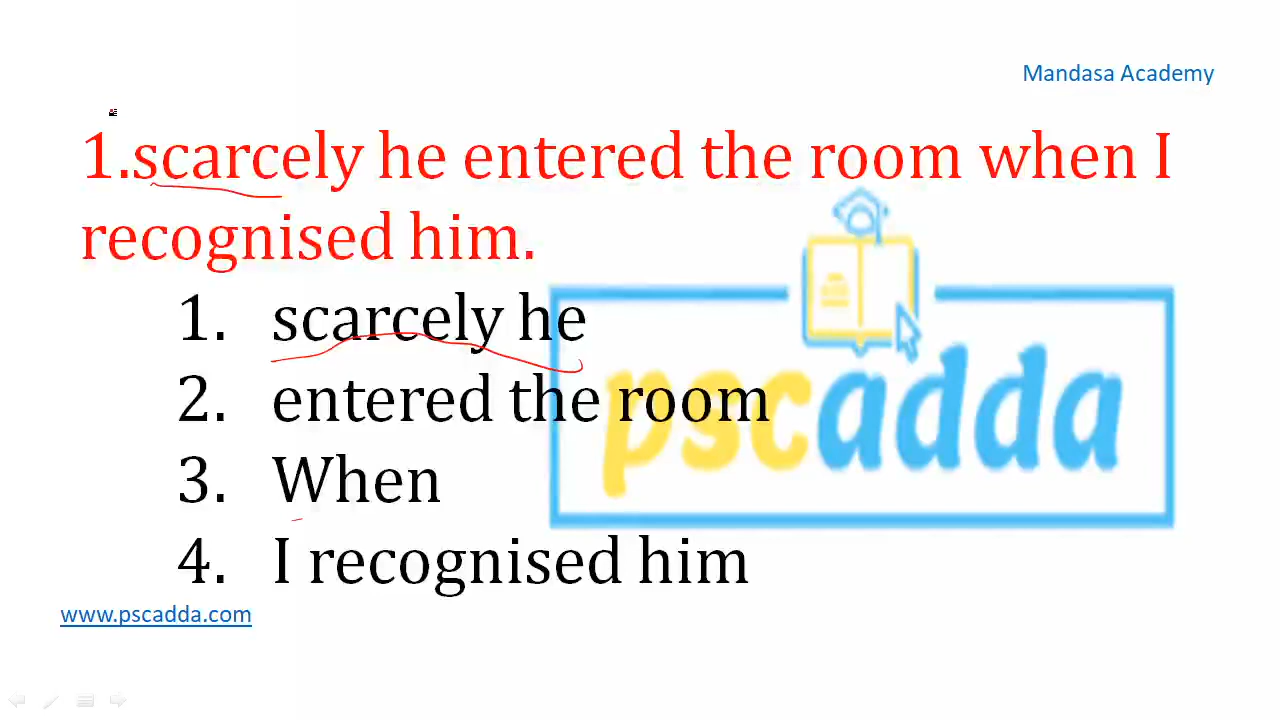 Mandasa Academy
1.scarcely he entered the room when I
recognised him.
1. scarcely he
2. entered the room
3. When
4. I recognised him
pscadda
www.pscadda.com